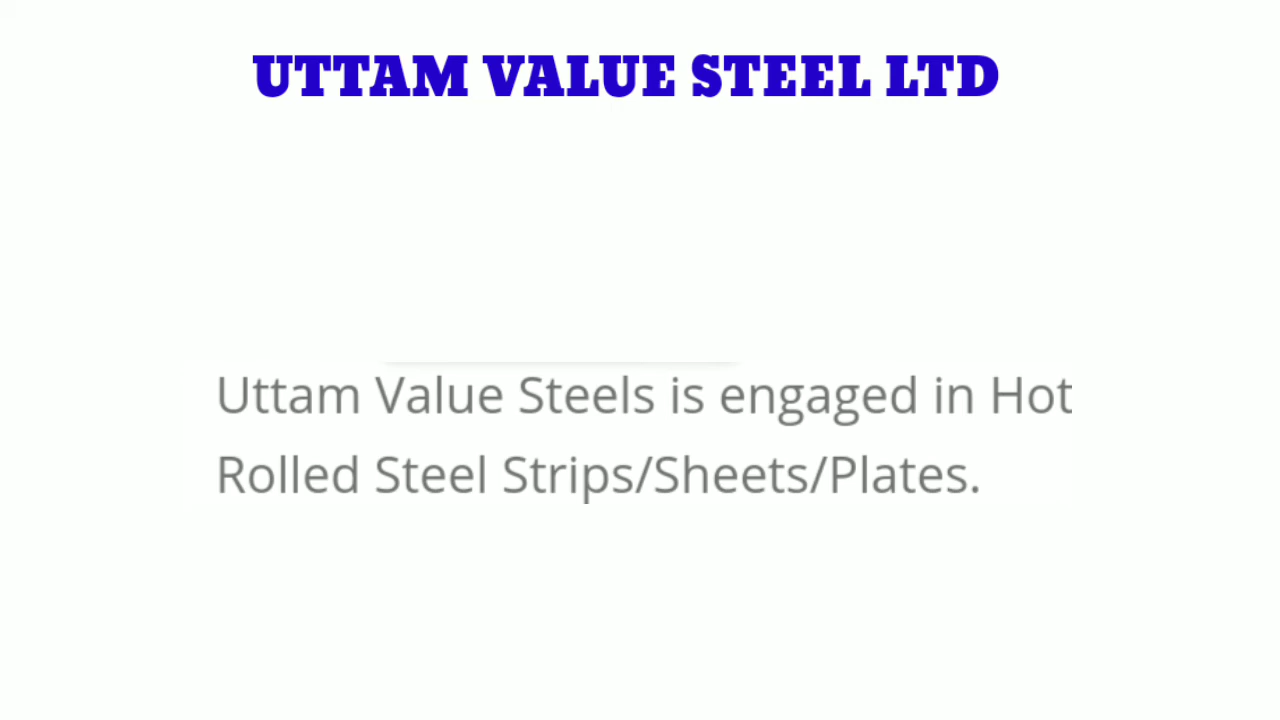 UTTAM VALUE STEEL LTD
Uttam Value Steels is engaged in Hot
Rolled Steel Strips/Sheets/Plates.